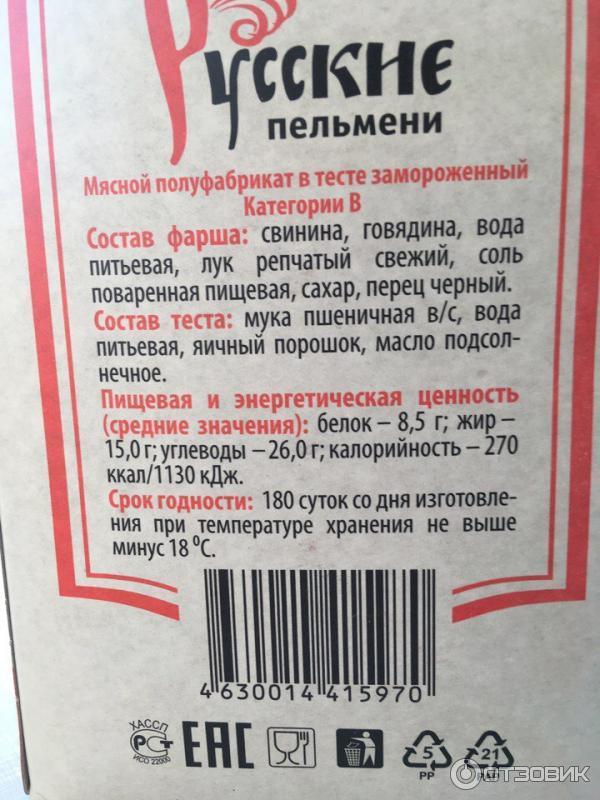 Русские
пельмени
Мясной полуфабрикат в тесте замороженный
Категории В
Состав фарша: свинина, говядина, вода
питьевая, лук репчатый свежий, соль
поваренная пищевая, сахар, перец черный.
Состав теста: мука пшеничная в/с, вода
питьевая, яичный порошок, масло подсол-
нечное.
Пищевая и энергетическая ценность
(средние значения): белок – 8,5 г; жир –
15,0 г; углеводы – 26,0 г; калорийность – 270
ккал/1130 кДж.
Срок годности: 180 суток со дня изготовле-
ния при температуре хранения не выше
минус 18 ⁰С.
4 630014 415970
ХАССП
РСТ
ИСО 22000
ЕАС
5
PP
21
PAP
ОТЗОВИК